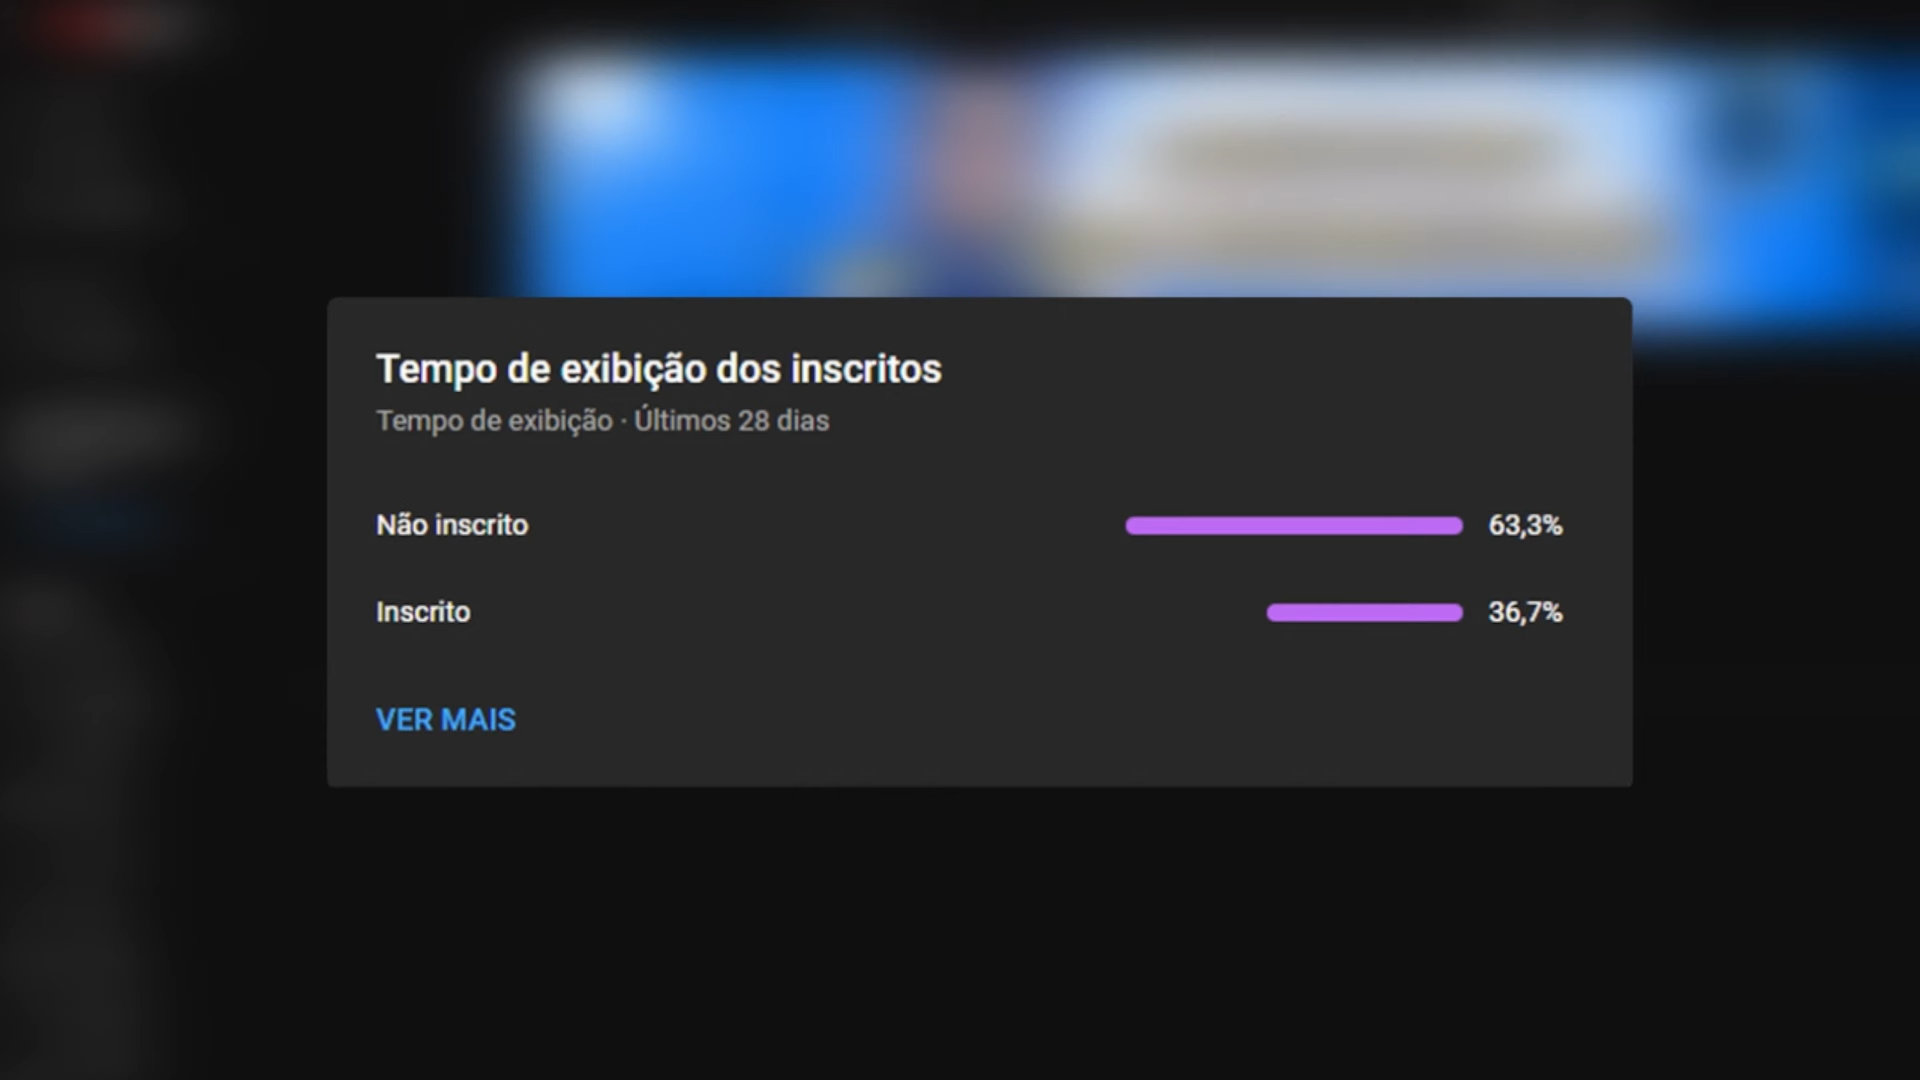 Tempo de exibição dos inscritos
Tempo de exibição · Últimos 28 dias
Não inscrito 63,3%
Inscrito 36,7%
VER MAIS